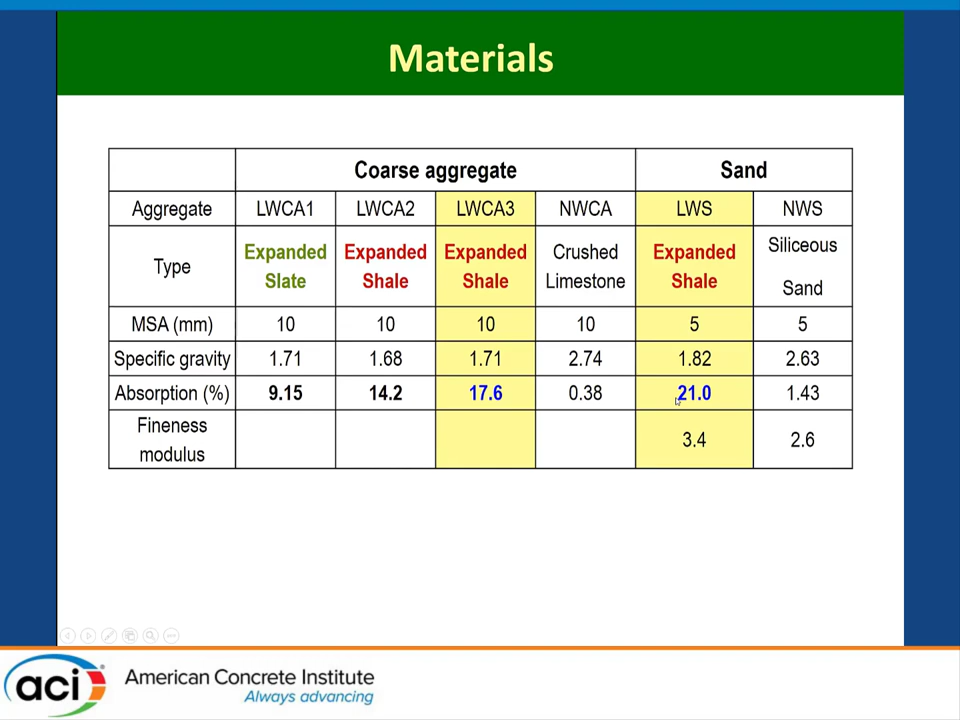 Materials
Coarse aggregate Sand
Aggregate LWCA1 LWCA2 LWCA3 NWCA LWS NWS
Type Expanded Slate Expanded Shale Expanded Shale Crushed Limestone Expanded Shale Siliceous Sand
MSA (mm) 10 10 10 10 5 5
Specific gravity 1.71 1.68 1.71 2.74 1.82 2.63
Absorption (%) 9.15 14.2 17.6 0.38 21.0 1.43
Fineness modulus 3.4 2.6
aci
American Concrete Institute
Always advancing